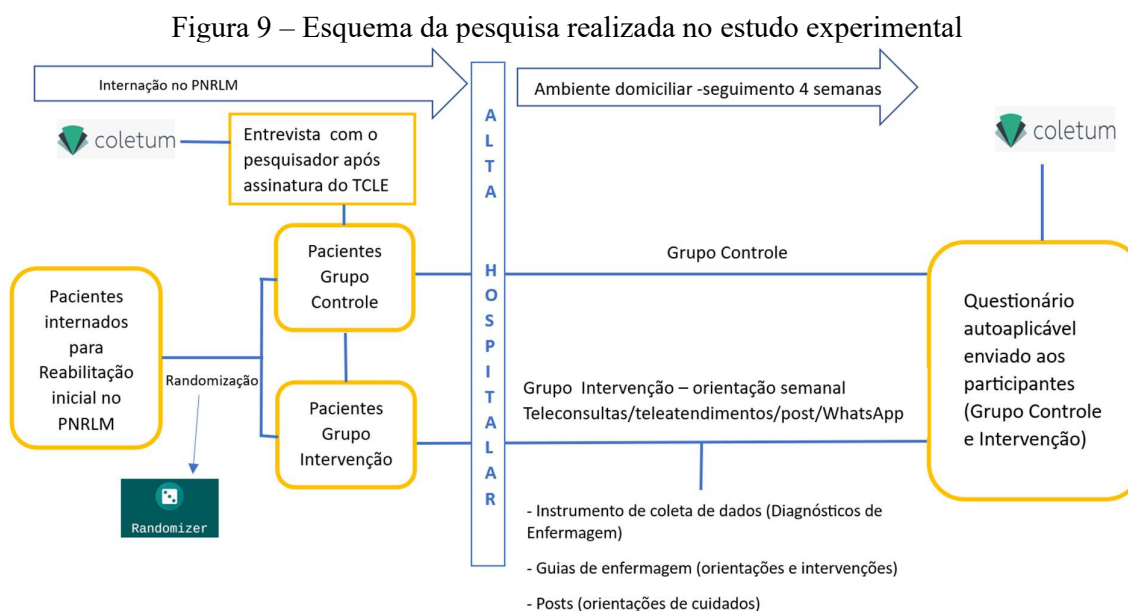 Figura 9 – Esquema da pesquisa realizada no estudo experimental
Internação no PNRLM
Ambiente domiciliar -seguimento 4 semanas
coletum
Entrevista com o
pesquisador após
assinatura do TCLE
ALTA HOSPITALAR
coletum
Pacientes
internados
para
Reabilitação
inicial no
PNRLM
Randomização
Randomizer
Pacientes
Grupo
Controle
Pacientes
Grupo
Intervenção
Grupo Controle
Grupo Intervenção – orientação semanal
Teleconsultas/teleatendimentos/post/WhatsApp
- Instrumento de coleta de dados (Diagnósticos de
Enfermagem)
- Guias de enfermagem (orientações e intervenções)
- Posts (orientações de cuidados)
Questionário
autoaplicável
enviado aos
participantes
(Grupo Controle
e Intervenção)